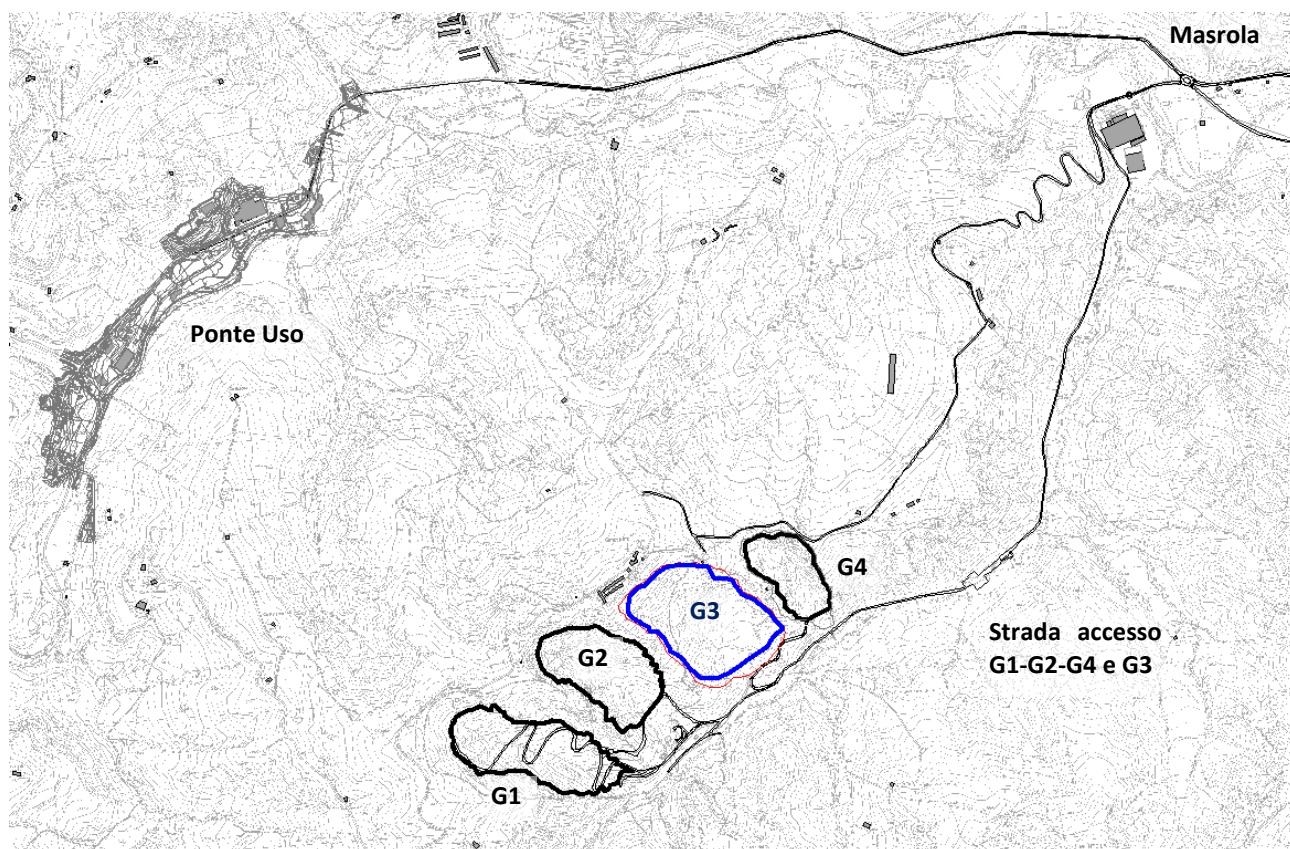 Masrola
Ponte Uso
G4
G3
Strada accesso
G1-G2-G4 e G3
G2
G1